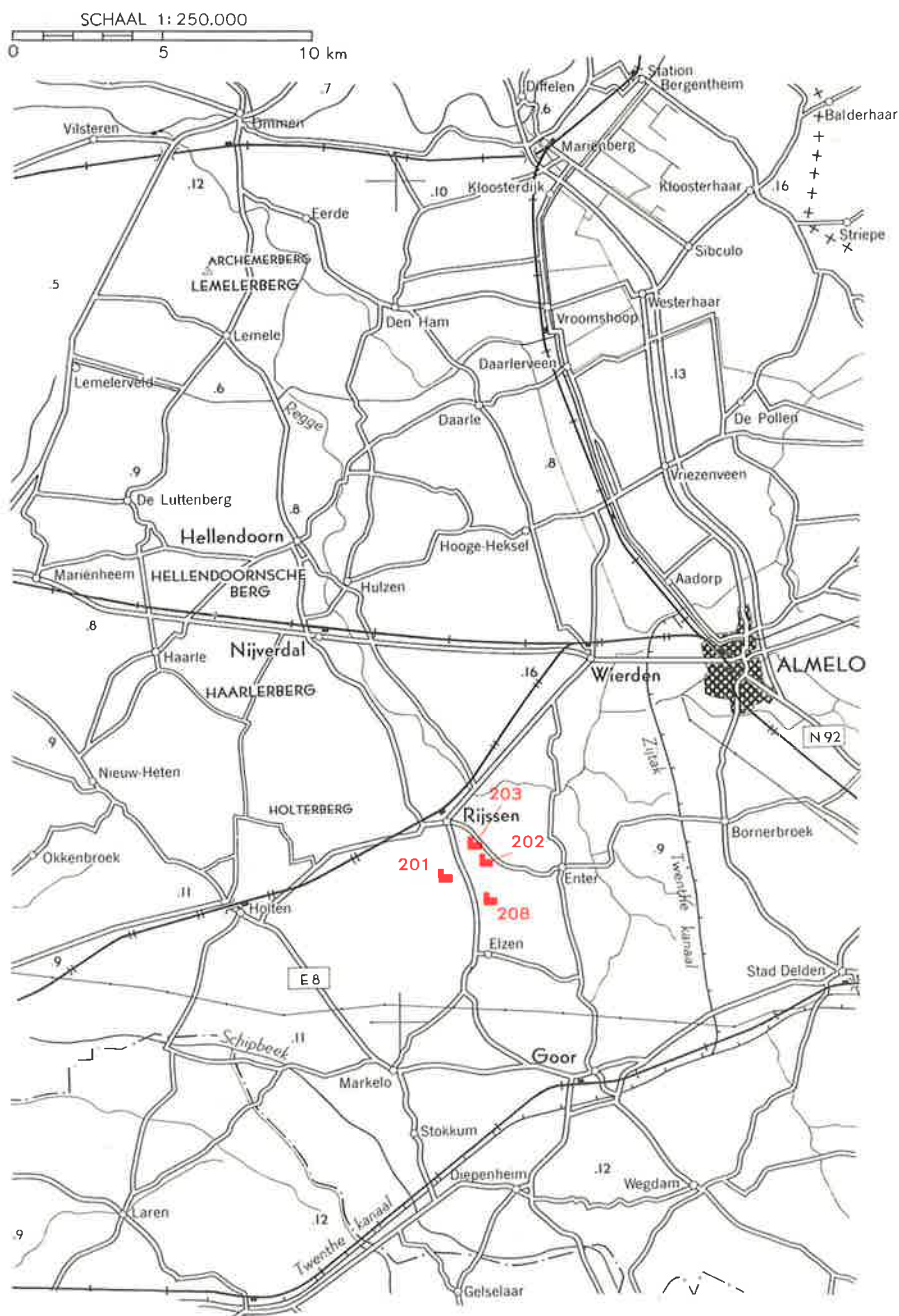 SCHAAL 1: 250.000
0 5 10 km
.7
Diffelen
Station
Bergentheim
.6
Balderhaar
Ommen
Vilsteren
Mariënberg
.12
.10
Kloosterdijk
Kloosterhaar
.16
Eerde
Striepe
Sibculo
ARCHEMERBERG
LEMELERBERG
.5
Westerhaar
Den Ham
Vroomshoop
Lemele
Daarlerveen
Lemelerveld
.6
.13
Regge
Daarle
De Pollen
.9
.8
Vriezenveen
De Luttenberg
.8
Hellendoorn
Hooge-Heksel
Mariënheem
HELLENDOORNSCHE
BERG
Hulzen
Aadorp
.8
Haarle
Nijverdal
.16
Wierden
ALMELO
HAARLERBERG
.9
N 92
Nieuw-Heten
Zijtak
HOLTERBERG
Rijssen
203
202
Bornerbroek
Okkenbroek
.9
201
Enter
.11
Holten
208
Twenthe kanaal
.9
Elzen
Stad Delden
E 8
Schipbeek
.11
Goor
Markelo
Stokkum
Diepenheim
.12
Wegdam
Laren
.12
.9
Twenthe kanaal
Gelselaar